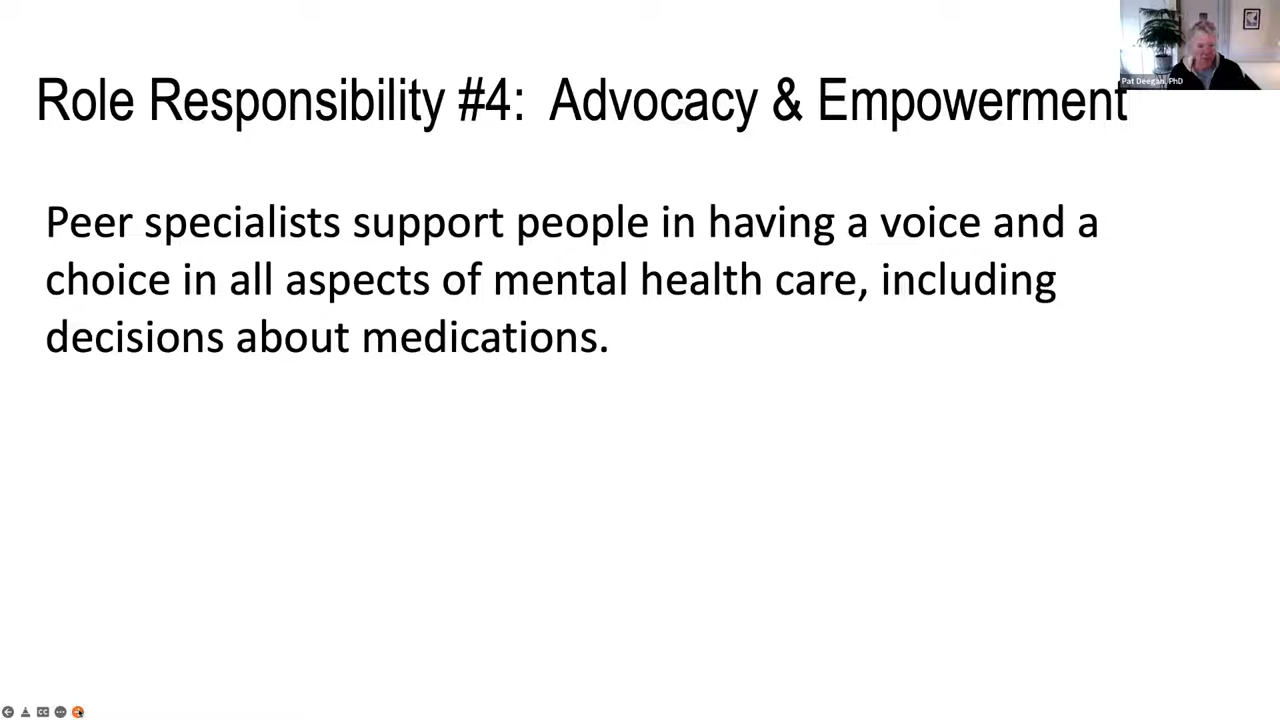 Role Responsibility #4: Advocacy & Empowerment
Pat Deegan, PhD
Peer specialists support people in having a voice and a
choice in all aspects of mental health care, including
decisions about medications.
CC